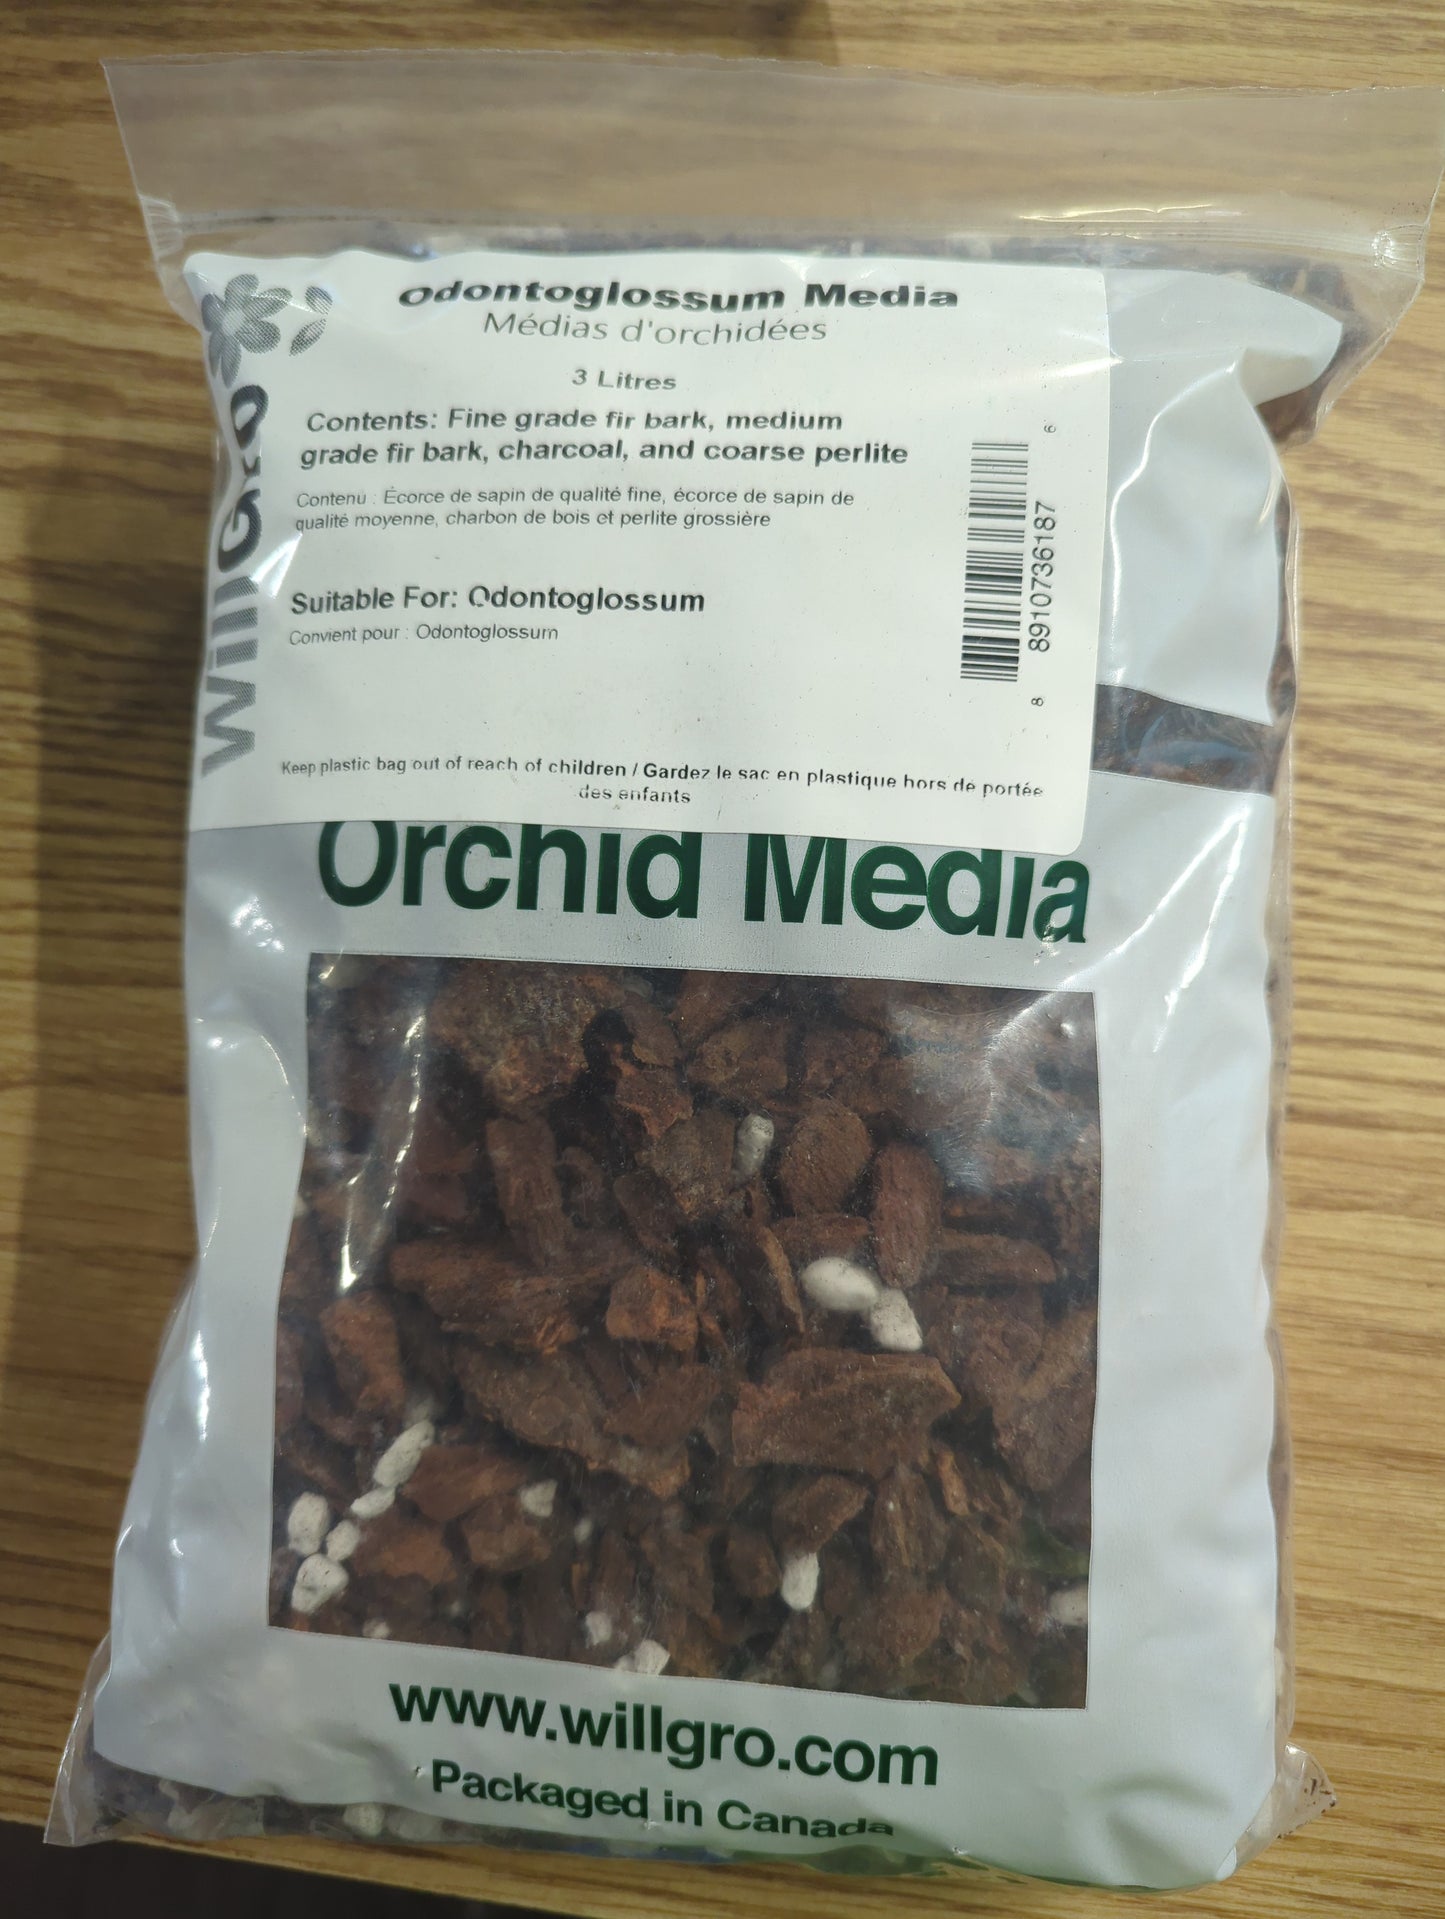 WillGro
Odontoglossum Media
Médias d'orchidées
3 Litres
Contents: Fine grade fir bark, medium
grade fir bark, charcoal, and coarse perlite
Contenu : Écorce de sapin de qualité fine, écorce de sapin de
qualité moyenne, charbon de bois et perlite grossière
Suitable For: Odontoglossum
Convient pour : Odontoglossum
8 8910736187 6
Keep plastic bag out of reach of children / Gardez le sac en plastique hors de portée
des enfants
Orchid Media
www.willgro.com
Packaged in Canada